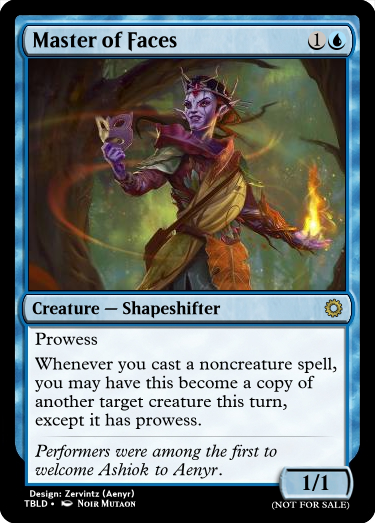 Master of Faces 1
Creature — Shapeshifter
Prowess
Whenever you cast a noncreature spell,
you may have this become a copy of
another target creature this turn,
except it has prowess.
Performers were among the first to
welcome Ashiok to Aenyr.
1/1
Design: Zervintz (Aenyr)
TBLD • Noir Mutaon
(NOT FOR SALE)